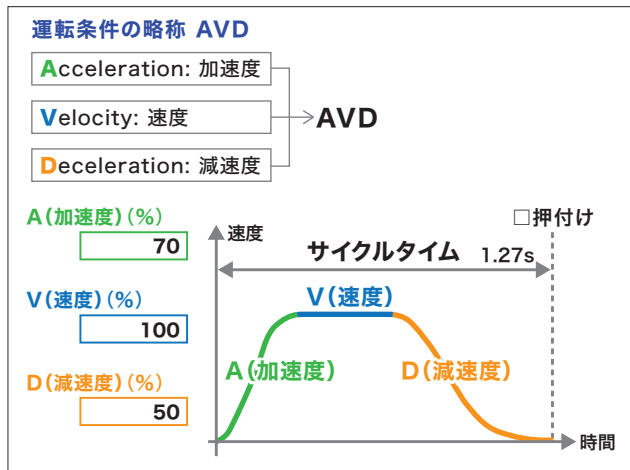 運転条件の略称 AVD
Acceleration: 加速度
Velocity: 速度
Deceleration: 減速度
AVD
A(加速度)(%)
70
V(速度)(%)
100
D(減速度)(%)
50
速度
□押付け
サイクルタイム 1.27s
V(速度)
A(加速度)
D(減速度)
時間